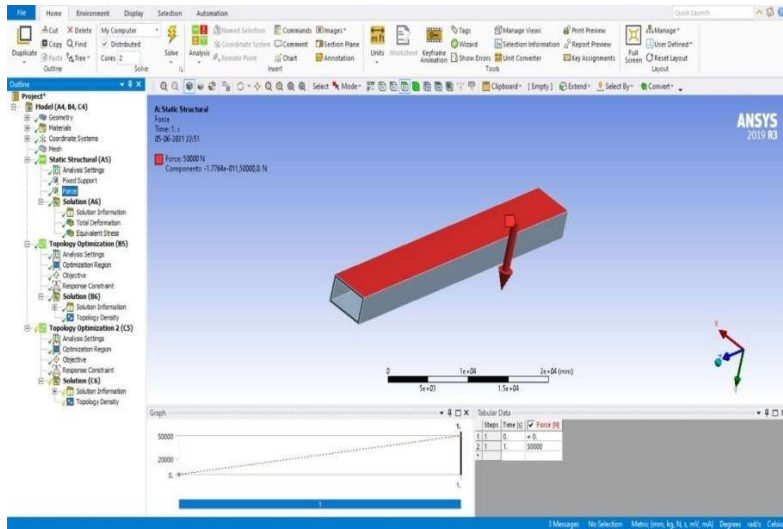 File Home Environment Display Selection Automation Quick Launch
Duplicate Cut Copy Paste Delete Find Tree Outline
My Computer Distributed Cores 2 Solve Solve
Analysis Named Selection Coordinate System Remote Point Commands Comment Chart Images Section Plane Annotation Insert
Units Worksheet Keyframe Animation Tags Wizard Show Errors Manage Views Selection Information Unit Converter Print Preview Report Preview Key Assignments Tools
Full Screen Manage User Defined Reset Layout Layout
Outline
Select Mode Clipboard [Empty] Extend Select By Convert
Project*
Model (A4, B4, C4)
Geometry
Materials
Coordinate Systems
Mesh
Static Structural (A5)
Analysis Settings
Fixed Support
Force
Solution (A6)
Solution Information
Total Deformation
Equivalent Stress
Topology Optimization (B5)
Analysis Settings
Optimization Region
Objective
Response Constraint
Solution (B6)
Solution Information
Topology Density
Topology Optimization 2 (C5)
Analysis Settings
Optimization Region
Objective
Response Constraint
Solution (C6)
Solution Information
Topology Density
A: Static Structural
Force
Time: 1. s
05-06-2021 22:51
Force: 50000 N
Components: -1.7764e-011,50000,0. N
ANSYS
2019 R3
0 1e+04 2e+04 (mm)
5e+03 1.5e+04
X
Y
Graph
1.
50000
20000
0.
1.
1
Tabular Data
Steps Time [s] Force [N]
1 1 0. = 0.
2 1 1. 50000
*
3 Messages No Selection Metric (mm, kg, N, s, mV, mA) Degrees rad/s